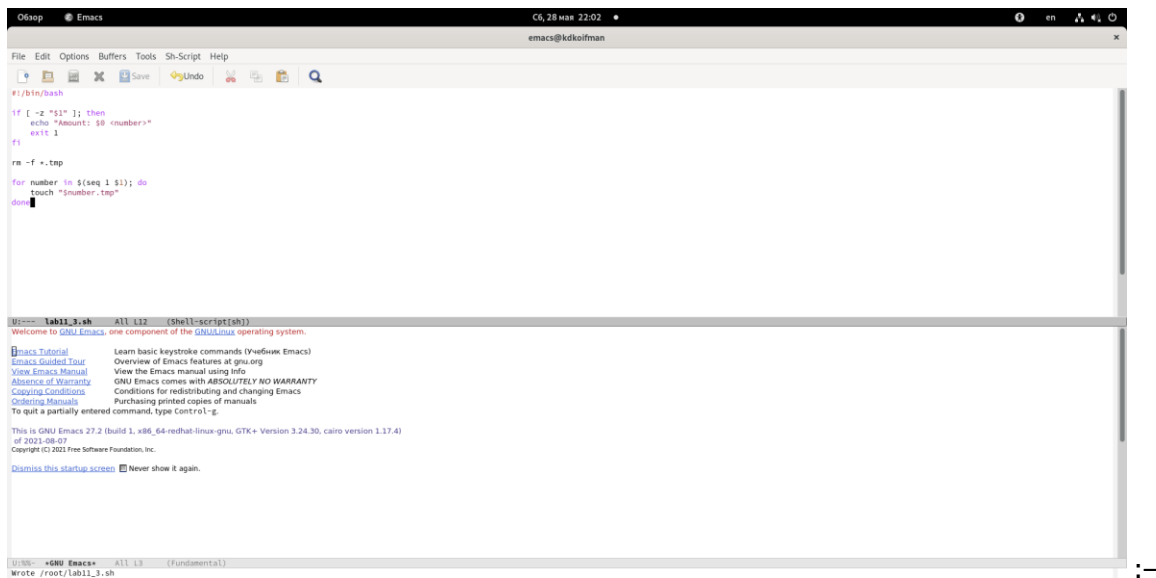 Обзор Emacs Сб, 28 мая 22:02 en
emacs@kdkoifman
File Edit Options Buffers Tools Sh-Script Help
Save Undo
#!/bin/bash
if [ -z "$1" ]; then
echo "Amount: $0 <number>"
exit 1
fi
rm -f *.tmp
for number in $(seq 1 $1); do
touch "$number.tmp"
done
U:--- lab11_3.sh All L12 (Shell-script[sh])
Welcome to GNU Emacs, one component of the GNU/Linux operating system.
Emacs Tutorial Learn basic keystroke commands (Учебник Emacs)
Emacs Guided Tour Overview of Emacs features at gnu.org
View Emacs Manual View the Emacs manual using Info
Absence of Warranty GNU Emacs comes with ABSOLUTELY NO WARRANTY
Copying Conditions Conditions for redistributing and changing Emacs
Ordering Manuals Purchasing printed copies of manuals
To quit a partially entered command, type Control-g.
This is GNU Emacs 27.2 (build 1, x86_64-redhat-linux-gnu, GTK+ Version 3.24.30, cairo version 1.17.4)
of 2021-08-07
Copyright (C) 2021 Free Software Foundation, Inc.
Dismiss this startup screen Never show it again.
U:%%- *GNU Emacs* All L3 (Fundamental)
Wrote /root/lab11_3.sh